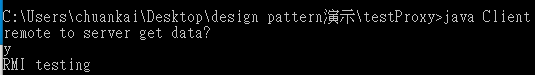 C:\Users\chuankai\Desktop\design pattern演示\testProxy>java Client
remote to server get data?
y
RMI testing